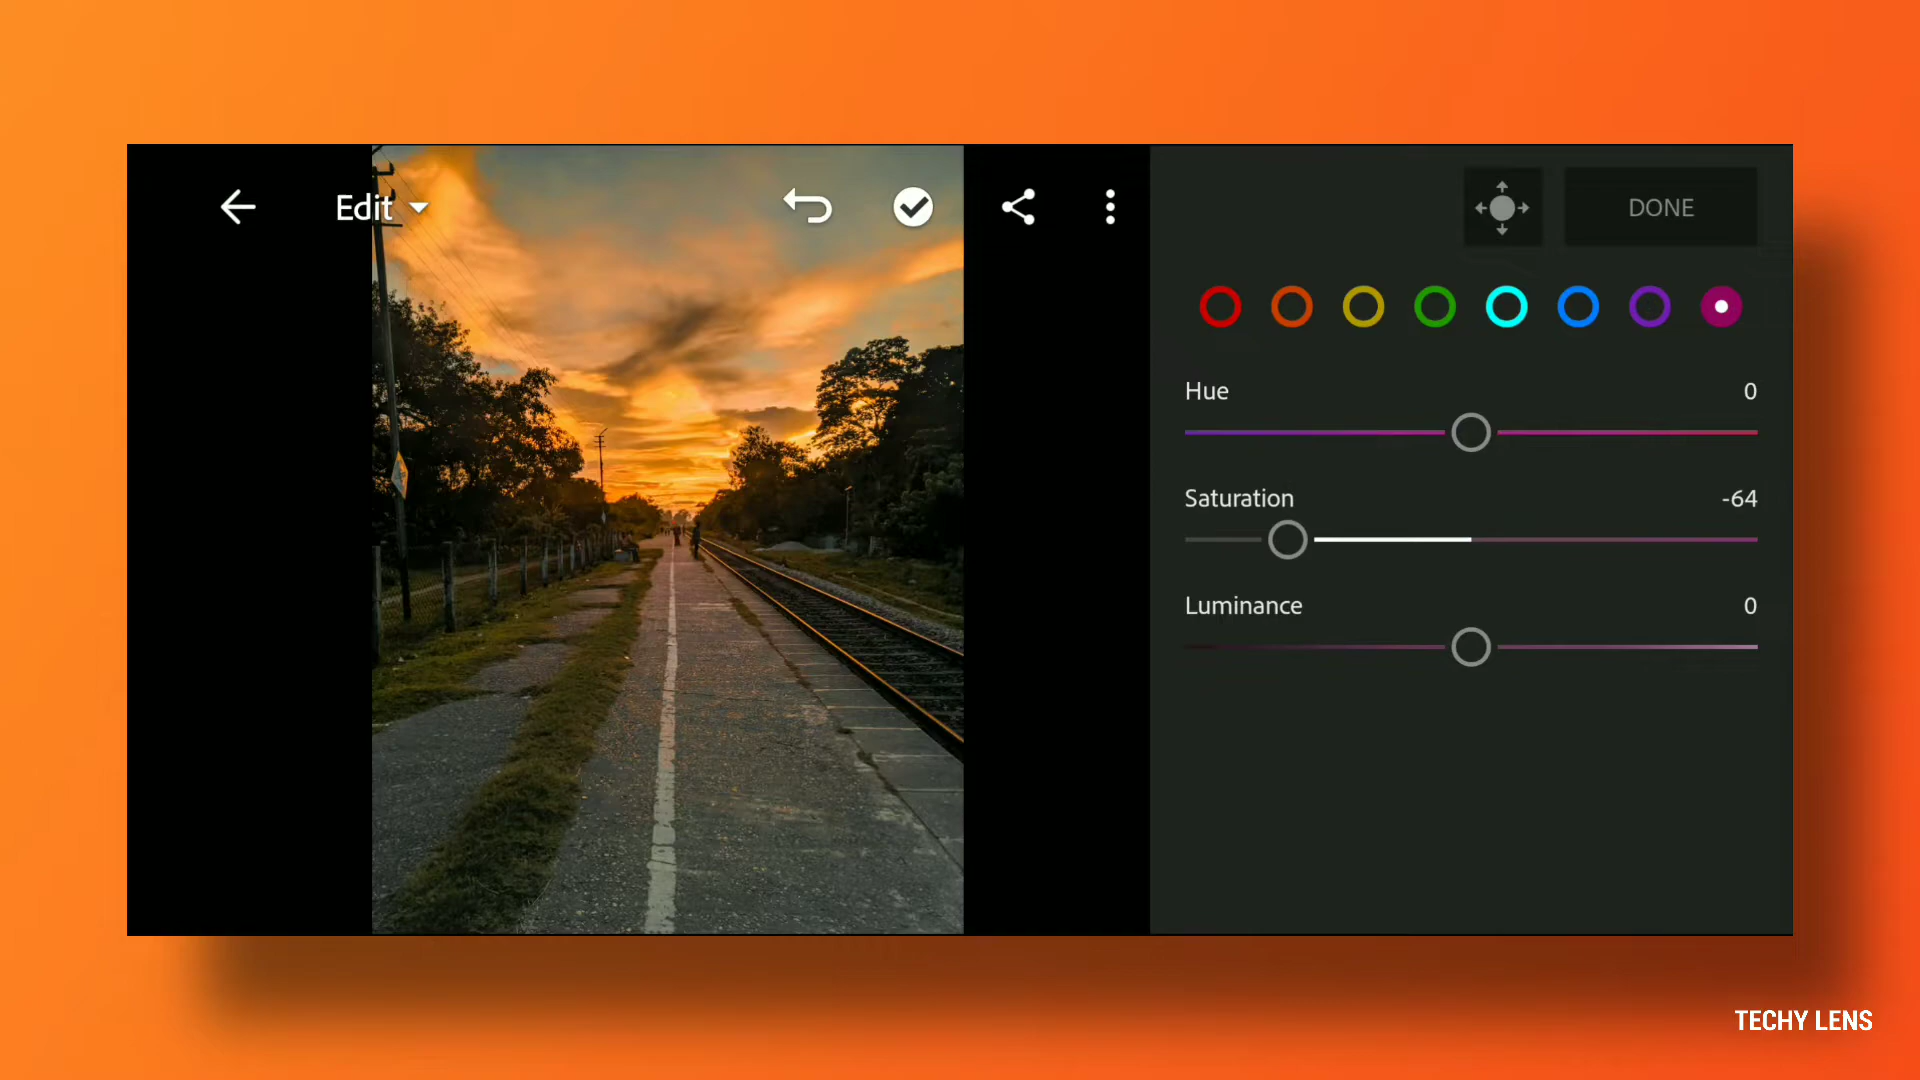 Edit
DONE
Hue 0
Saturation -64
Luminance 0
TECHY LENS